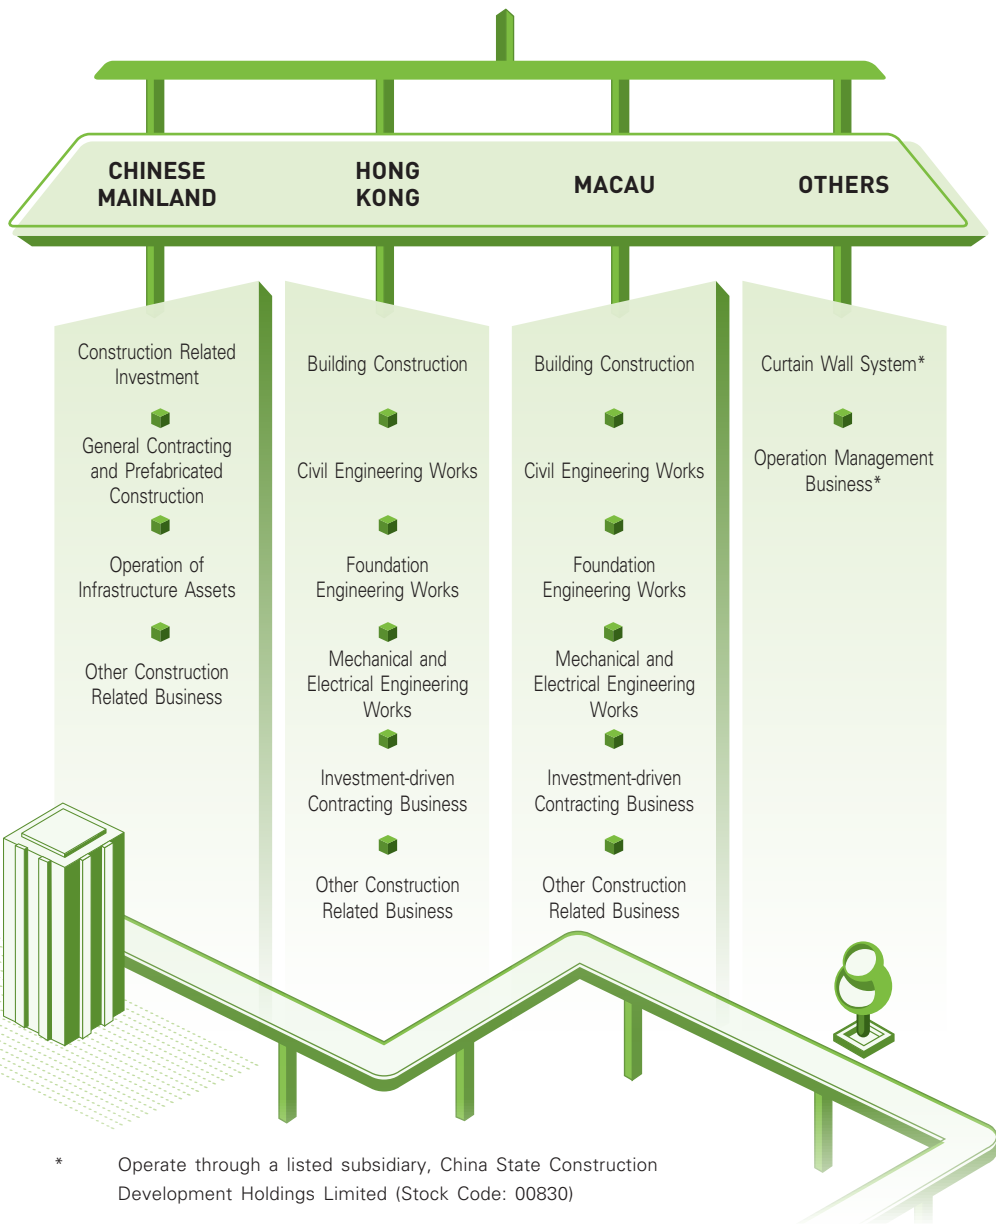 CHINESE
MAINLAND
HONG
KONG
MACAU
OTHERS
Construction Related
Investment
General Contracting
and Prefabricated
Construction
Operation of
Infrastructure Assets
Other Construction
Related Business
Building Construction
Civil Engineering Works
Foundation
Engineering Works
Mechanical and
Electrical Engineering
Works
Investment-driven
Contracting Business
Other Construction
Related Business
Building Construction
Civil Engineering Works
Foundation
Engineering Works
Mechanical and
Electrical Engineering
Works
Investment-driven
Contracting Business
Other Construction
Related Business
Curtain Wall System*
Operation Management
Business*
* Operate through a listed subsidiary, China State Construction
Development Holdings Limited (Stock Code: 00830)